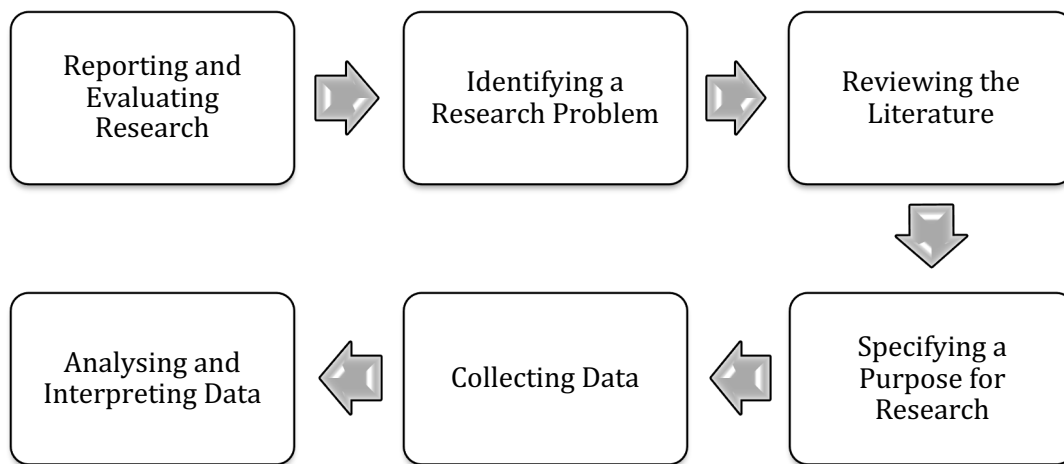 Reporting and
Evaluating
Research
Identifying a
Research Problem
Reviewing the
Literature
Specifying a
Purpose for
Research
Collecting Data
Analysing and
Interpreting Data